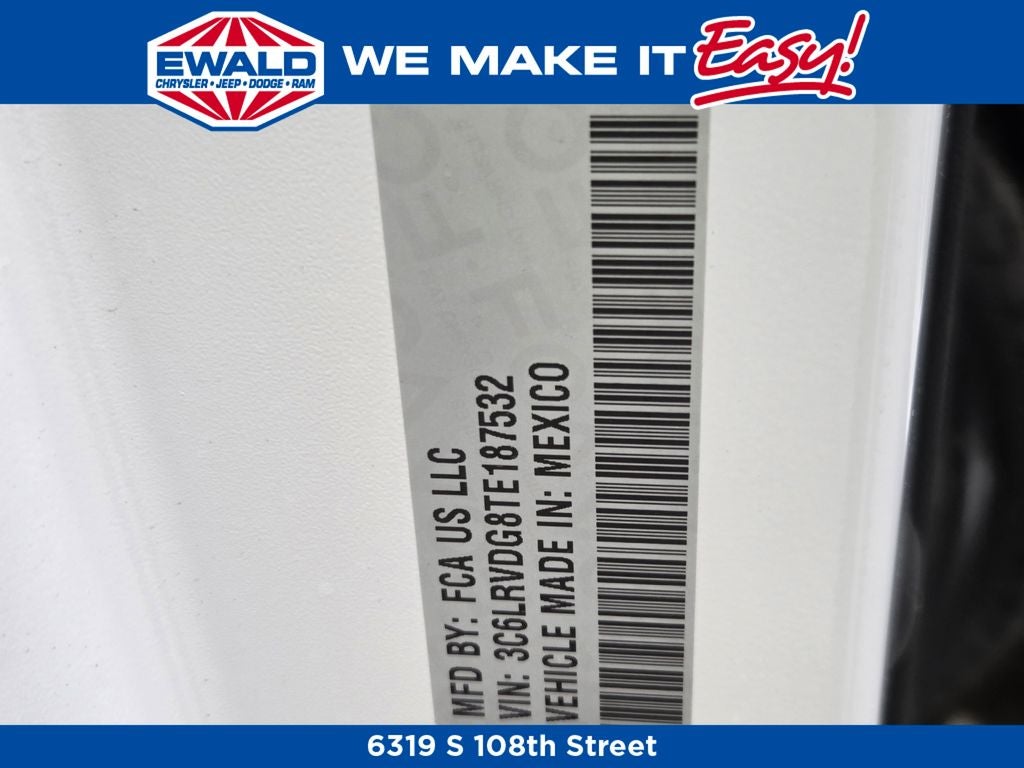 EWALD
CHRYSLER • JEEP • DODGE • RAM
WE MAKE IT Easy!
MFD BY: FCA US LLC
VIN: 3C6LRVDG8TE187532
VEHICLE MADE IN: MEXICO
6319 S 108th Street